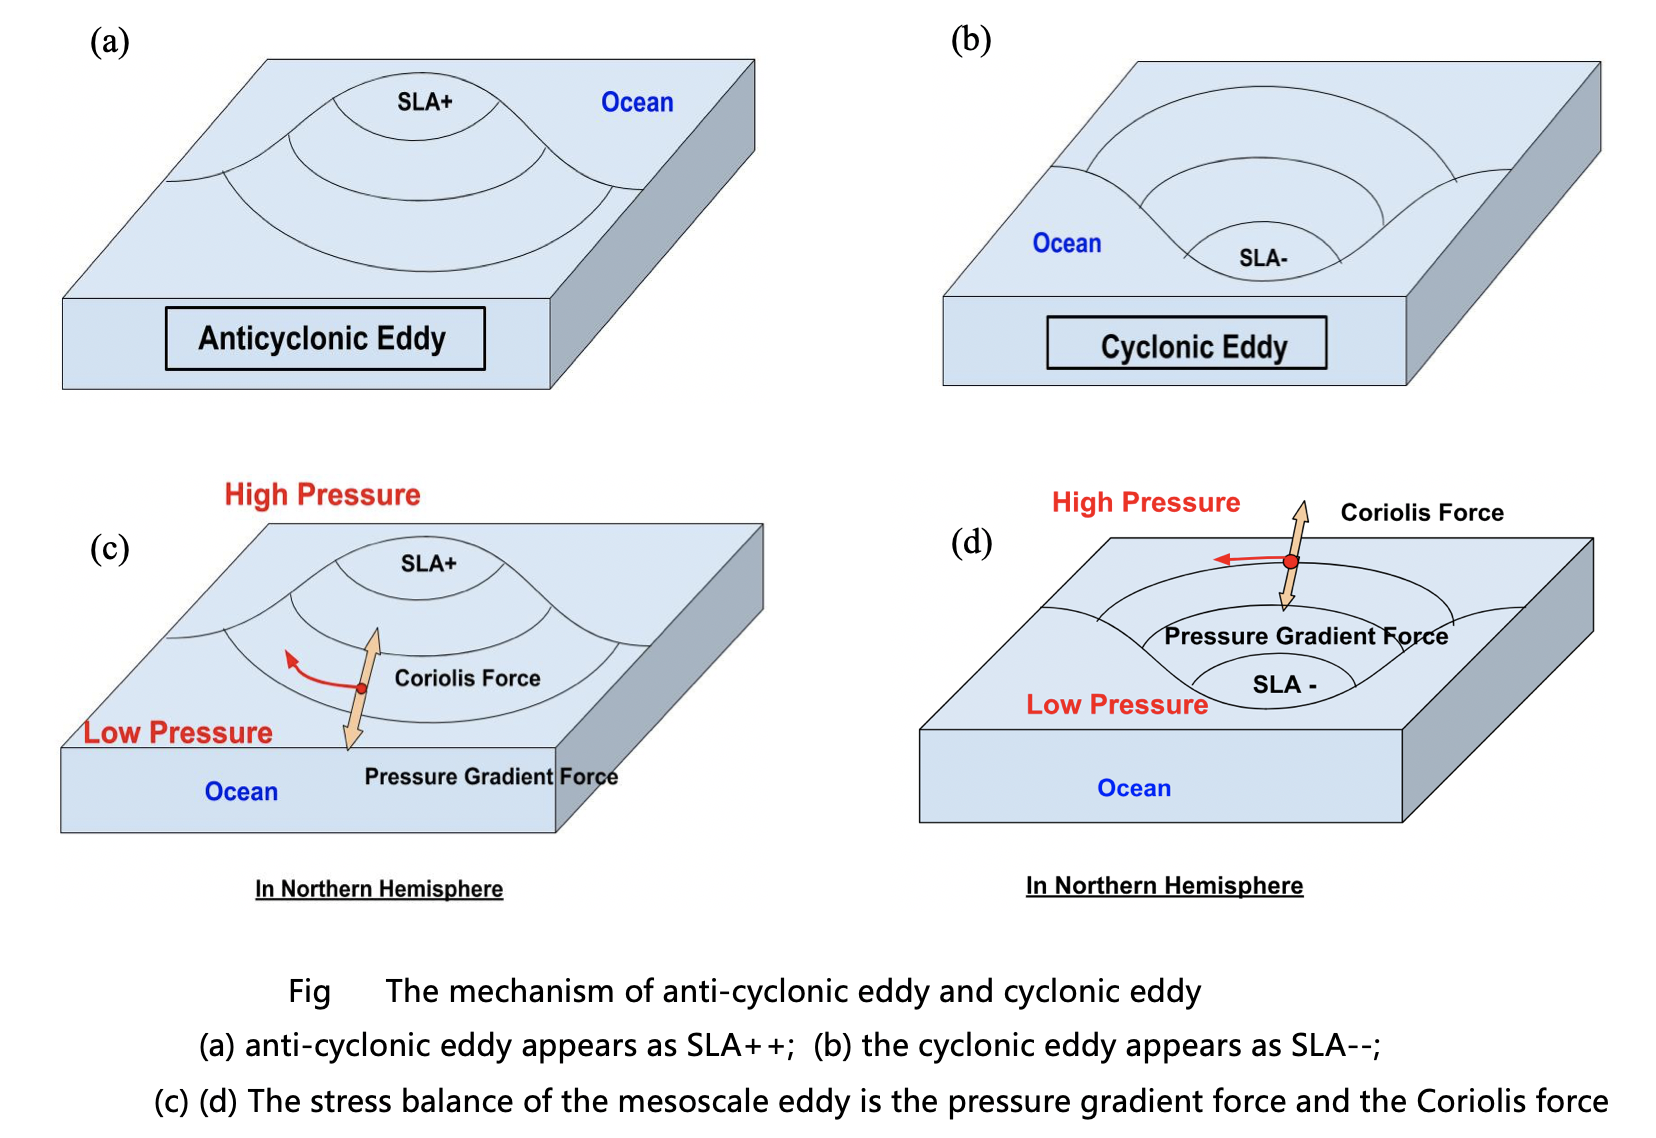 (a)
SLA+
Ocean
Anticyclonic Eddy
(b)
Ocean
SLA-
Cyclonic Eddy
High Pressure
(c)
SLA+
Coriolis Force
Low Pressure
Pressure Gradient Force
Ocean
In Northern Hemisphere
High Pressure
Coriolis Force
(d)
Pressure Gradient Force
SLA -
Low Pressure
Ocean
In Northern Hemisphere
Fig The mechanism of anti-cyclonic eddy and cyclonic eddy
(a) anti-cyclonic eddy appears as SLA++; (b) the cyclonic eddy appears as SLA--;
(c) (d) The stress balance of the mesoscale eddy is the pressure gradient force and the Coriolis force